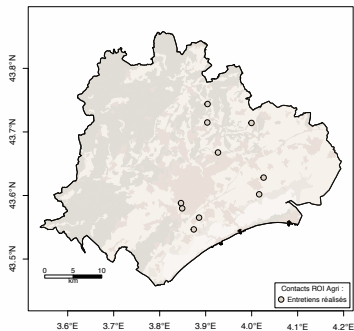 43.8°N
43.7°N
43.6°N
43.5°N
0 5 10
km
Contacts ROI Agri :
Entretiens réalisés
3.6°E 3.7°E 3.8°E 3.9°E 4°E 4.1°E 4.2°E